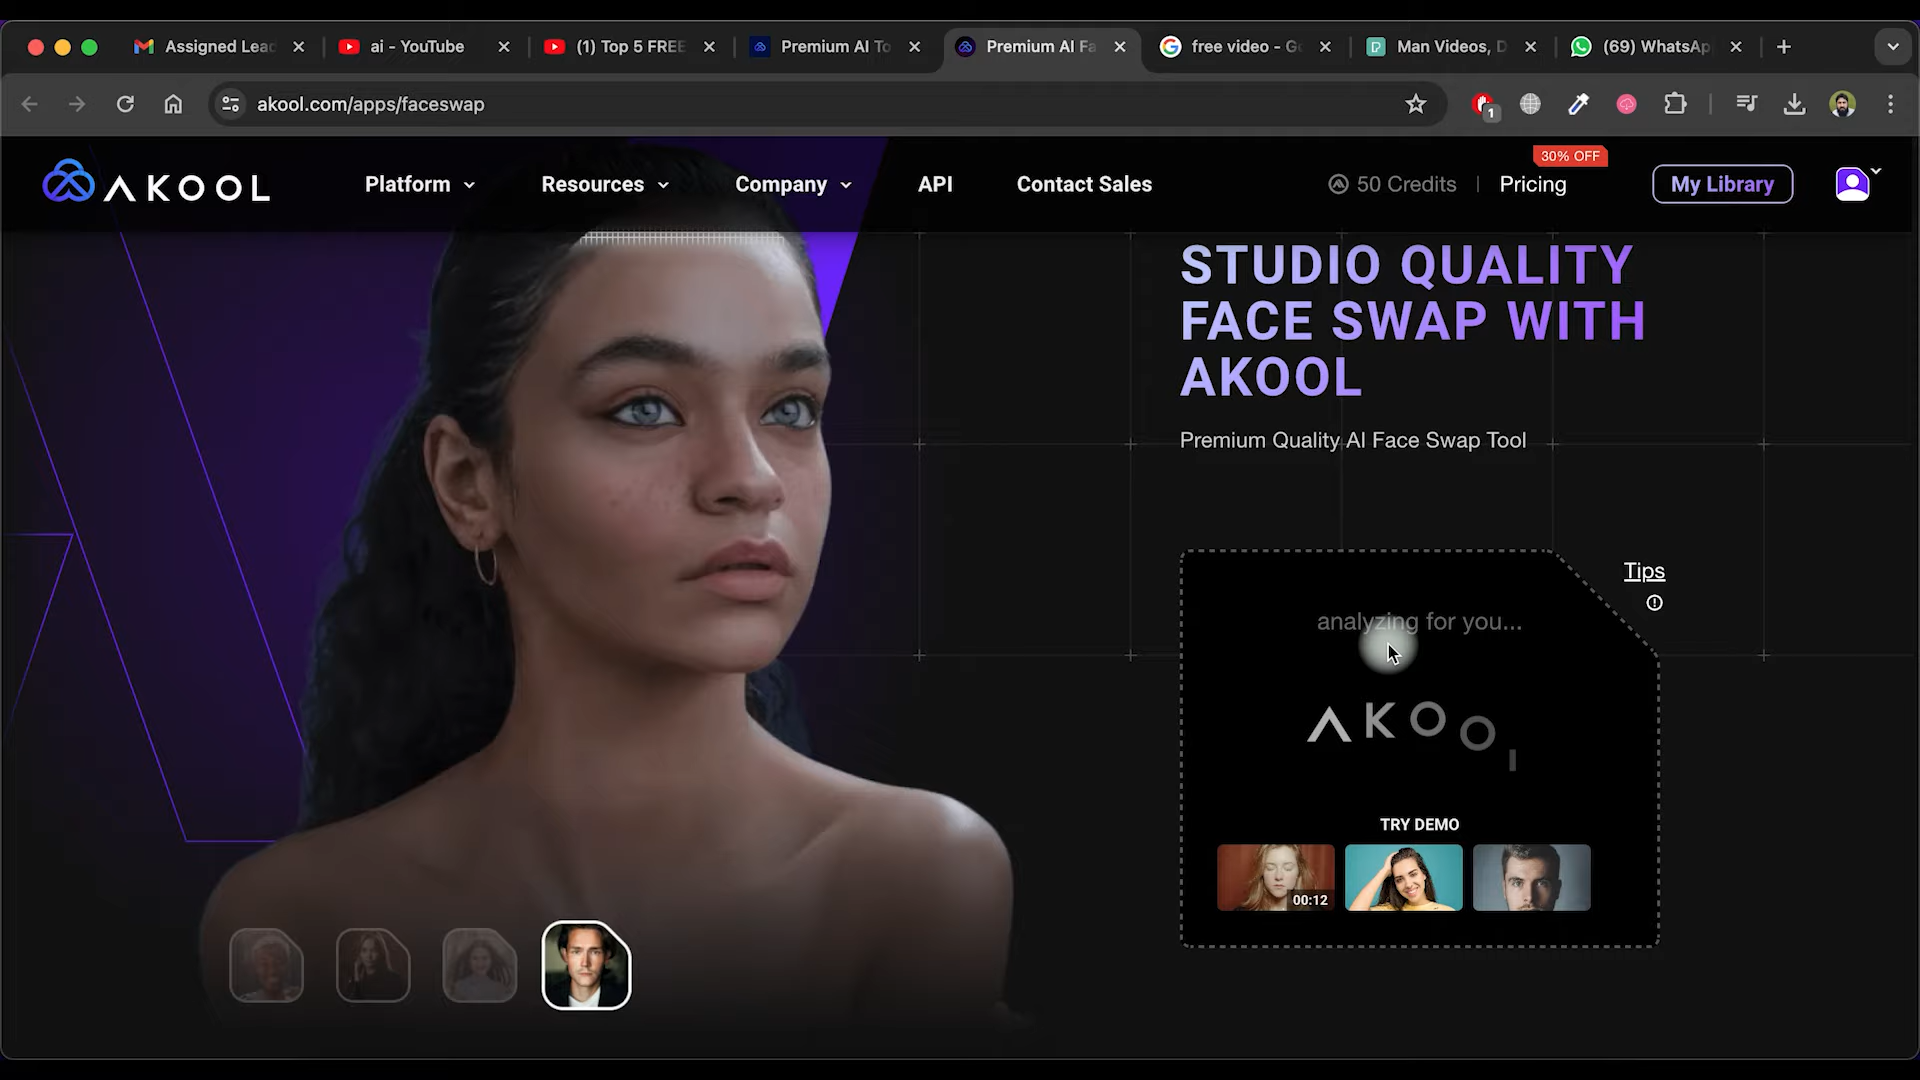 Assigned Lead
ai - YouTube
(1) Top 5 FREE
Premium AI To
Premium AI Fa
free video - Go
Man Videos, D
(69) WhatsAp
akool.com/apps/faceswap
1
AKOOL
Platform
Resources
Company
API
Contact Sales
50 Credits
30% OFF
Pricing
My Library
STUDIO QUALITY
FACE SWAP WITH
AKOOL
Premium Quality AI Face Swap Tool
Tips
analyzing for you...
AKOOL
TRY DEMO
00:12